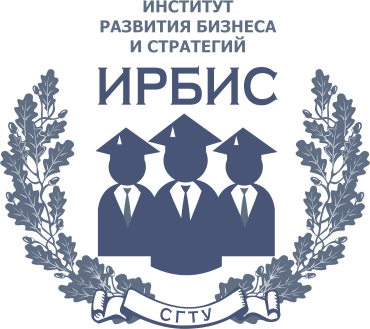 ИНСТИТУТ
РАЗВИТИЯ БИЗНЕСА
И СТРАТЕГИЙ
ИРБИС
СГТУ